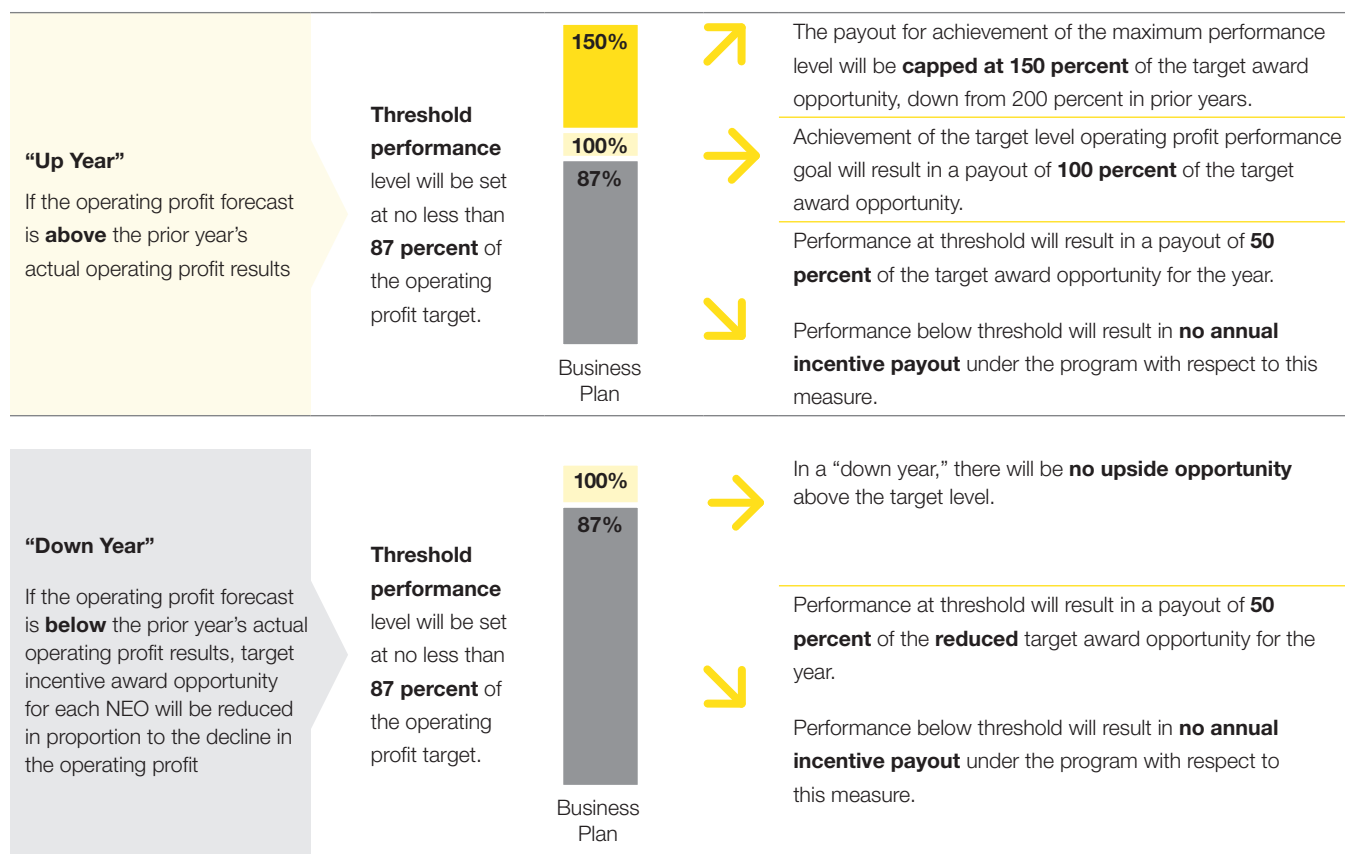 “Up Year”
If the operating profit forecast
is above the prior year’s
actual operating profit results
Threshold
performance
level will be set
at no less than
87 percent of
the operating
profit target.
150%
100%
87%
Business
Plan
The payout for achievement of the maximum performance
level will be capped at 150 percent of the target award
opportunity, down from 200 percent in prior years.
Achievement of the target level operating profit performance
goal will result in a payout of 100 percent of the target
award opportunity.
Performance at threshold will result in a payout of 50
percent of the target award opportunity for the year.
Performance below threshold will result in no annual
incentive payout under the program with respect to this
measure.
“Down Year”
If the operating profit forecast
is below the prior year’s actual
operating profit results, target
incentive award opportunity
for each NEO will be reduced
in proportion to the decline in
the operating profit
Threshold
performance
level will be set
at no less than
87 percent of
the operating
profit target.
100%
87%
Business
Plan
In a “down year,” there will be no upside opportunity
above the target level.
Performance at threshold will result in a payout of 50
percent of the reduced target award opportunity for the
year.
Performance below threshold will result in no annual
incentive payout under the program with respect to
this measure.